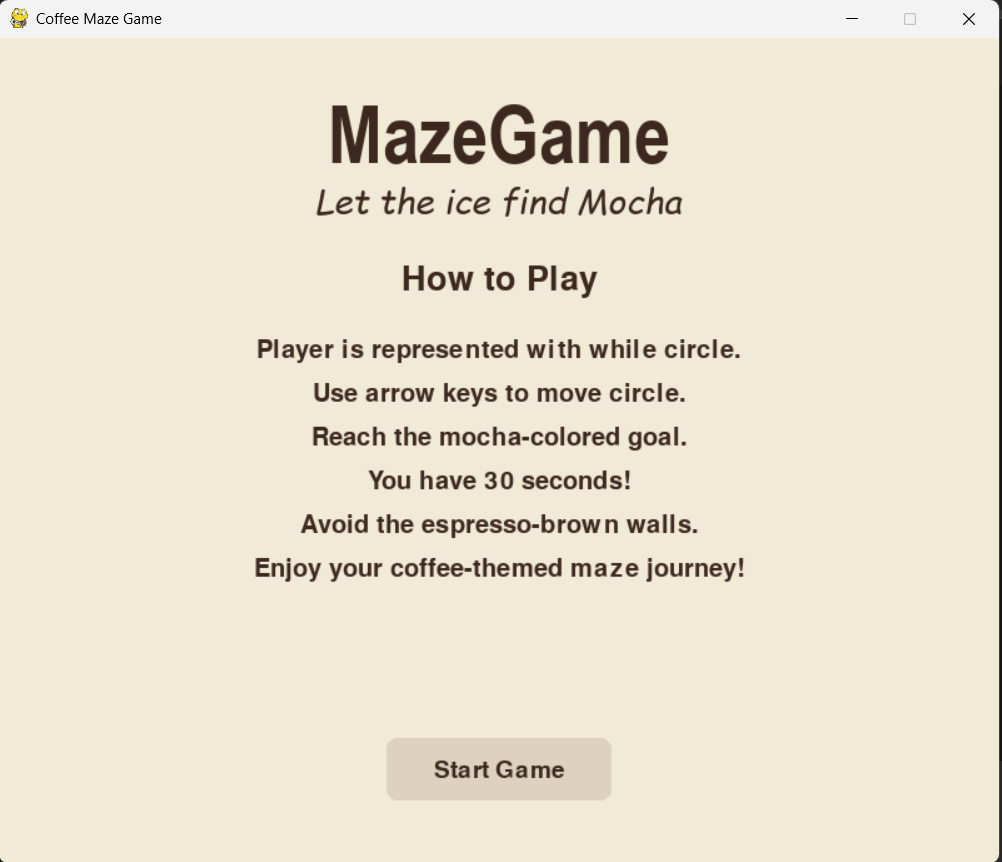 Coffee Maze Game
MazeGame
Let the ice find Mocha
How to Play
Player is represented with while circle.
Use arrow keys to move circle.
Reach the mocha-colored goal.
You have 30 seconds!
Avoid the espresso-brown walls.
Enjoy your coffee-themed maze journey!
Start Game